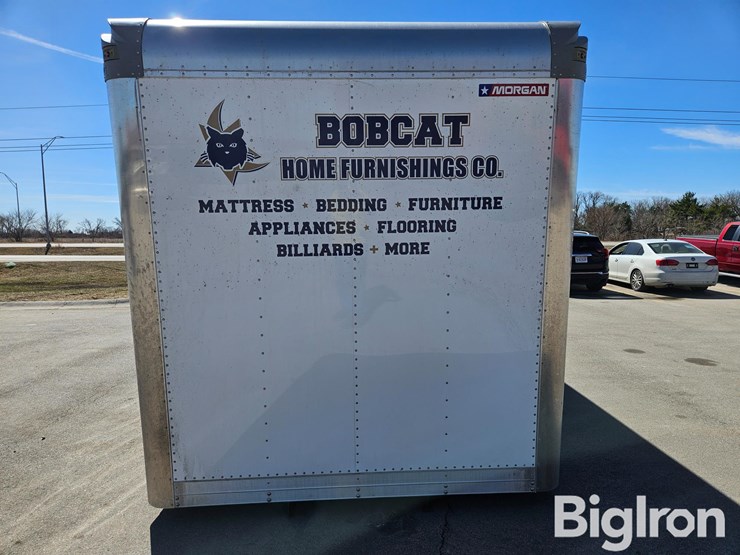 MORGAN
BOBCAT
HOME FURNISHINGS CO.
MATTRESS ★ BEDDING ★ FURNITURE
APPLIANCES ★ FLOORING
BILLIARDS + MORE
BigIron